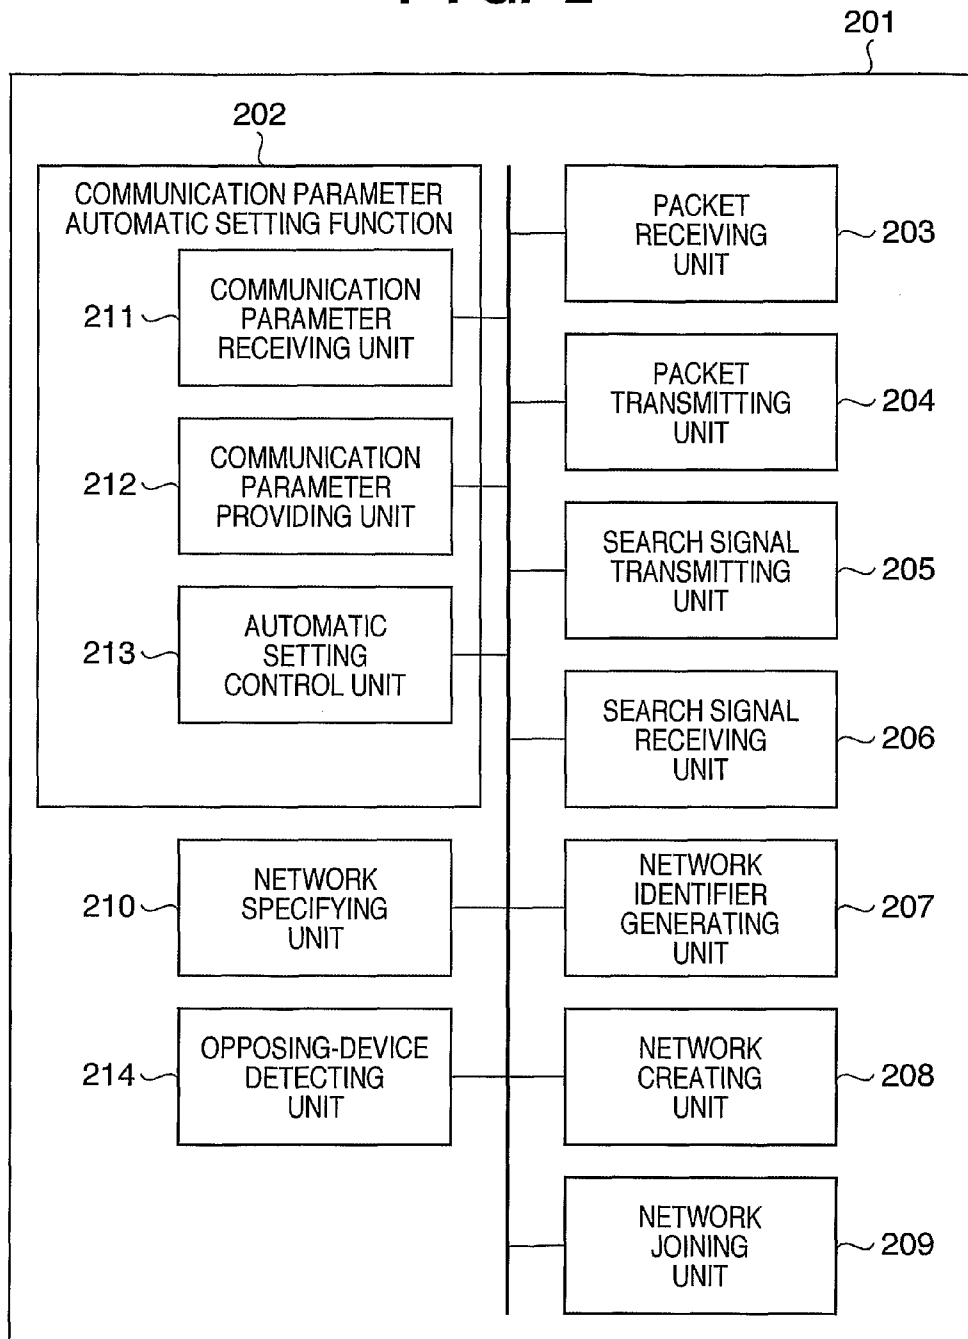 201
202
COMMUNICATION PARAMETER
AUTOMATIC SETTING FUNCTION
211
COMMUNICATION
PARAMETER
RECEIVING UNIT
212
COMMUNICATION
PARAMETER
PROVIDING UNIT
213
AUTOMATIC
SETTING
CONTROL UNIT
210
NETWORK
SPECIFYING
UNIT
214
OPPOSING-DEVICE
DETECTING
UNIT
PACKET
RECEIVING
UNIT
203
PACKET
TRANSMITTING
UNIT
204
SEARCH SIGNAL
TRANSMITTING
UNIT
205
SEARCH SIGNAL
RECEIVING
UNIT
206
NETWORK
IDENTIFIER
GENERATING
UNIT
207
NETWORK
CREATING
UNIT
208
NETWORK
JOINING
UNIT
209